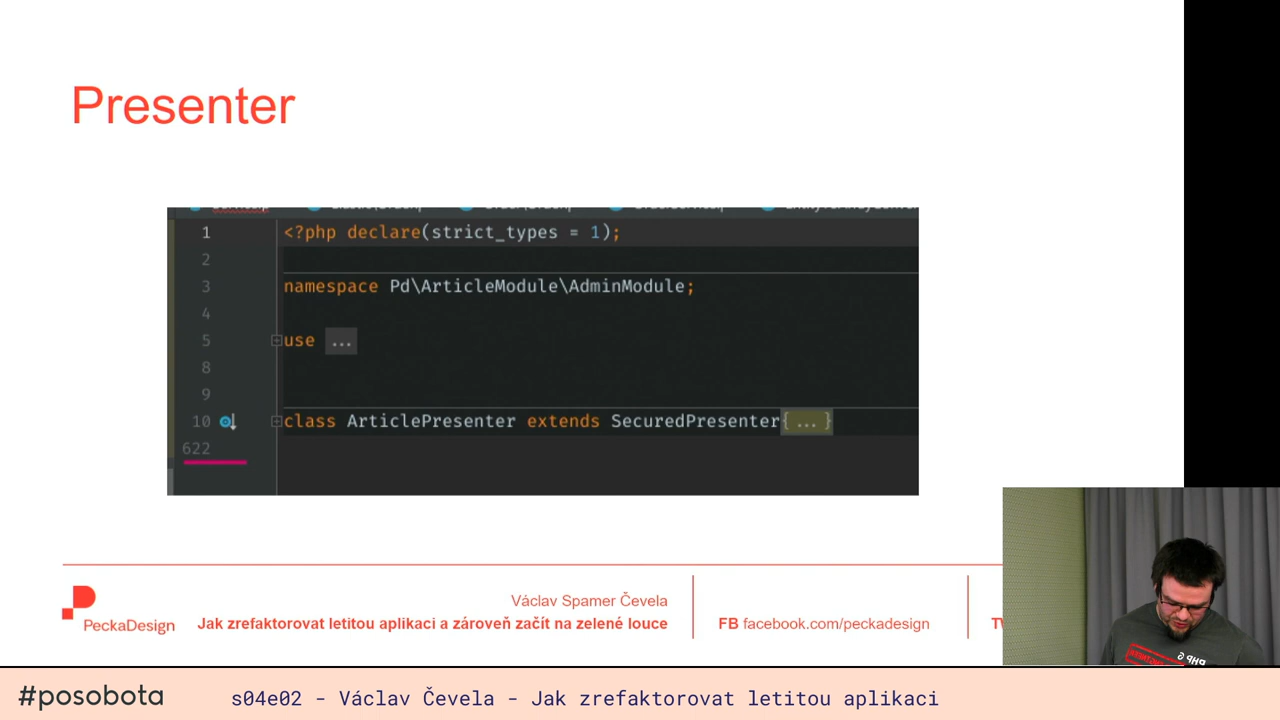 Presenter
1 <?php declare(strict_types = 1);
2
3 namespace Pd\ArticleModule\AdminModule;
4
5 use ...
8
9
10 class ArticlePresenter extends SecuredPresenter{...}
622
PeckaDesign
Václav Spamer Čevela
Jak zrefaktorovat letitou aplikaci a zároveň začít na zelené louce
FB facebook.com/peckadesign
#posobota
s04e02 - Václav Čevela - Jak zrefaktorovat letitou aplikaci